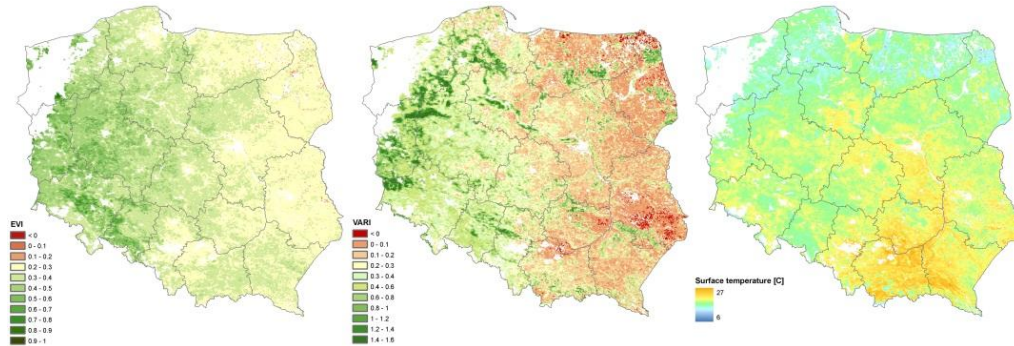 EVI
< 0
0 - 0.1
0.1 - 0.2
0.2 - 0.3
0.3 - 0.4
0.4 - 0.5
0.5 - 0.6
0.6 - 0.7
0.7 - 0.8
0.8 - 0.9
0.9 - 1
VARI
< 0
0 - 0.1
0.1 - 0.2
0.2 - 0.3
0.3 - 0.4
0.4 - 0.6
0.6 - 0.8
0.8 - 1
1 - 1.2
1.2 - 1.4
1.4 - 1.6
Surface temperature [C]
27
6